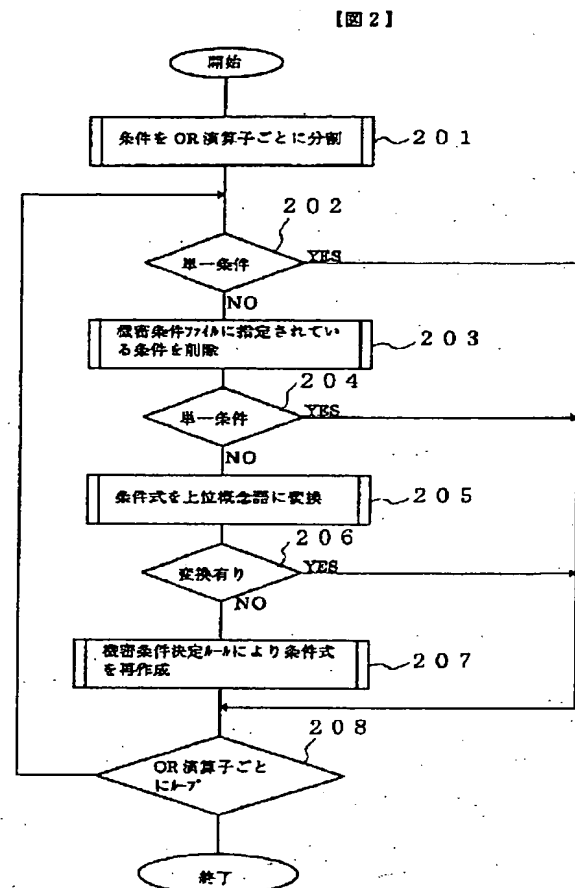 【図2】
開始
条件をOR演算子ごとに分割
201
202
単一条件
YES
NO
機密条件ファイルに指定されてい
る条件を削除
203
204
単一条件
YES
NO
条件式を上位概念語に変換
205
206
変換有り
YES
NO
機密条件決定ルールにより条件式
を再作成
207
208
OR演算子ごと
にループ
終了